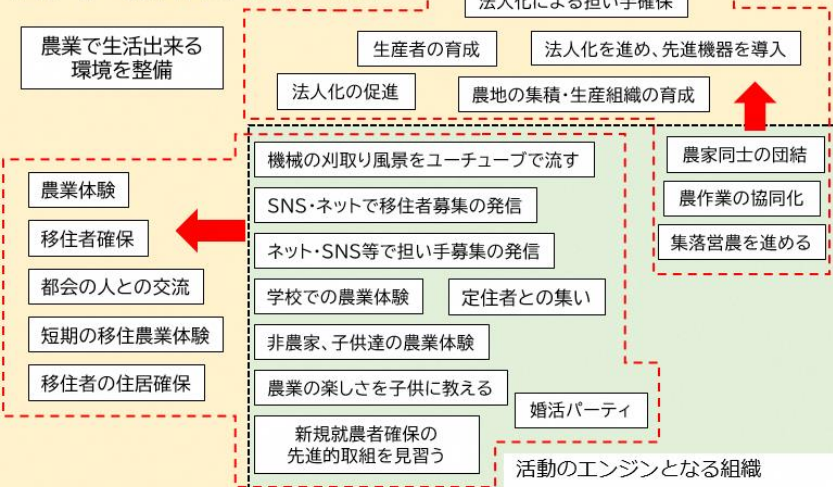 法人化による担い手確保
農業で生活出来る
環境を整備
生産者の育成
法人化を進め、先進機器を導入
法人化の促進
農地の集積・生産組織の育成
機械の刈取り風景をユーチューブで流す
農家同士の団結
農業体験
SNS・ネットで移住者募集の発信
農作業の協同化
移住者確保
ネット・SNS等で担い手募集の発信
集落営農を進める
都会の人との交流
学校での農業体験
定住者との集い
短期の移住農業体験
非農家、子供達の農業体験
移住者の住居確保
農業の楽しさを子供に教える
婚活パーティ
新規就農者確保の
先進的取組を見習う
活動のエンジンとなる組織